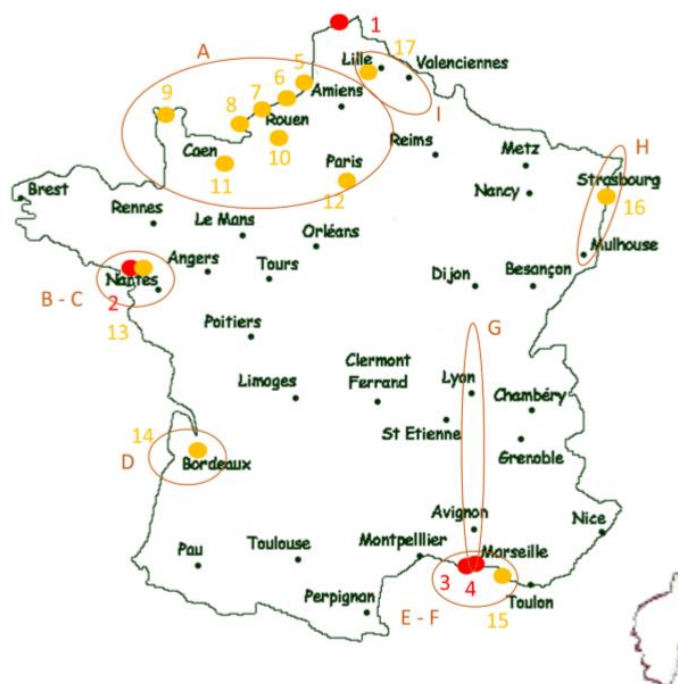 1
A
17
5
Lille
Valenciennes
6
7
9
8
Amiens
I
Rouen
10
Caen
Reims
H
11
Paris
Metz
12
Strasbourg
Brest
Nancy
16
Rennes
Le Mans
Orléans
Mulhouse
Angers
Nantes
Tours
Dijon
Besançon
B - C
2
13
Poitiers
G
Clermont
Ferrand
Lyon
Limoges
Chambéry
St Etienne
14
Grenoble
D
Bordeaux
Avignon
Nice
Montpelllier
Marseille
Pau
Toulouse
3
4
Toulon
Perpignan
E - F
15